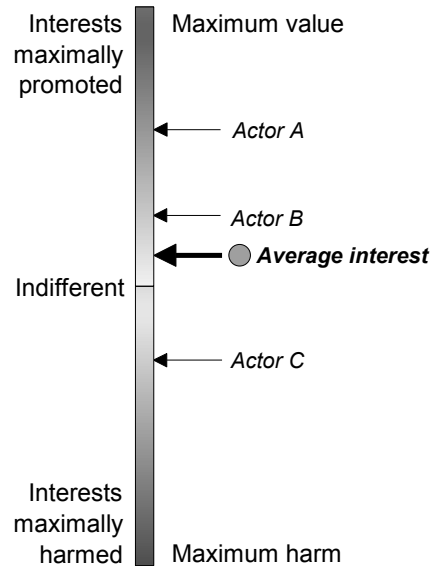 Interests
maximally
promoted
Maximum value
Actor A
Actor B
Average interest
Indifferent
Actor C
Interests
maximally
harmed
Maximum harm